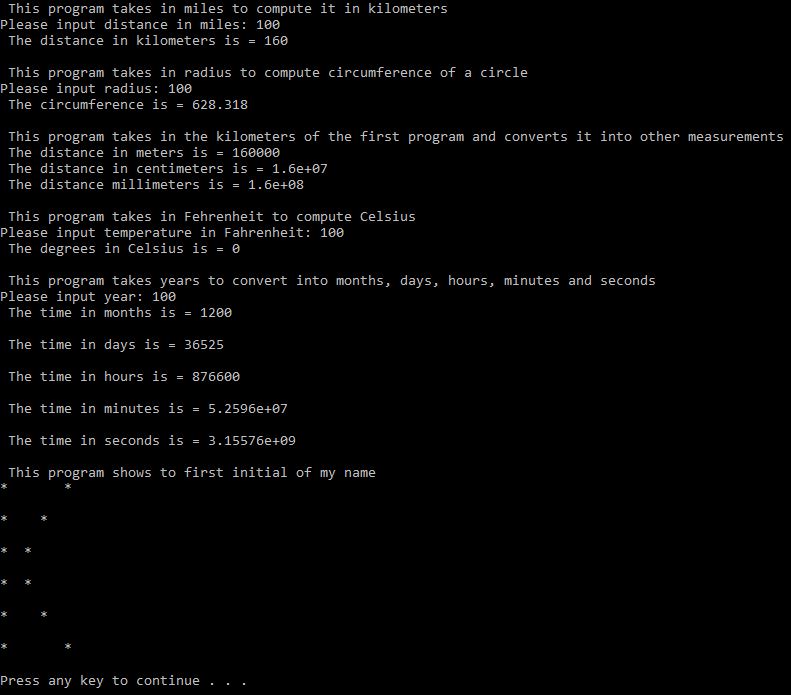 This program takes in miles to compute it in kilometers
Please input distance in miles: 100
The distance in kilometers is = 160
This program takes in radius to compute circumference of a circle
Please input radius: 100
The circumference is = 628.318
This program takes in the kilometers of the first program and converts it into other measurements
The distance in meters is = 160000
The distance in centimeters is = 1.6e+07
The distance millimeters is = 1.6e+08
This program takes in Fehrenheit to compute Celsius
Please input temperature in Fahrenheit: 100
The degrees in Celsius is = 0
This program takes years to convert into months, days, hours, minutes and seconds
Please input year: 100
The time in months is = 1200
The time in days is = 36525
The time in hours is = 876600
The time in minutes is = 5.2596e+07
The time in seconds is = 3.15576e+09
This program shows to first initial of my name
*       *
*    *
*  *
*  *
*    *
*       *
Press any key to continue . . .